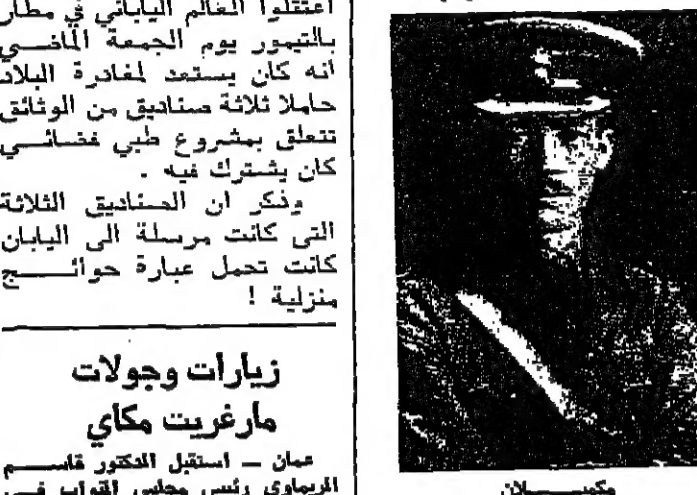 اعتقلوا العالم الياباني في مطار
بالتيمور يوم الجمعة الماضي
انه كان يستعد لمغادرة البلاد
حاملا ثلاثة صناديق من الوثائق
تتعلق بمشروع طبي فضائي
كان يشترك فيه .
وذكر ان الصناديق الثلاثة
التي كانت مرسلة الى اليابان
كانت تحمل عبارة حوائج
منزلية !
زيارات وجولات
مارغريت مكاي
عمان — استقبل الدكتور قاسم
الريماوي رئيس مجلس النواب في
مكميلان